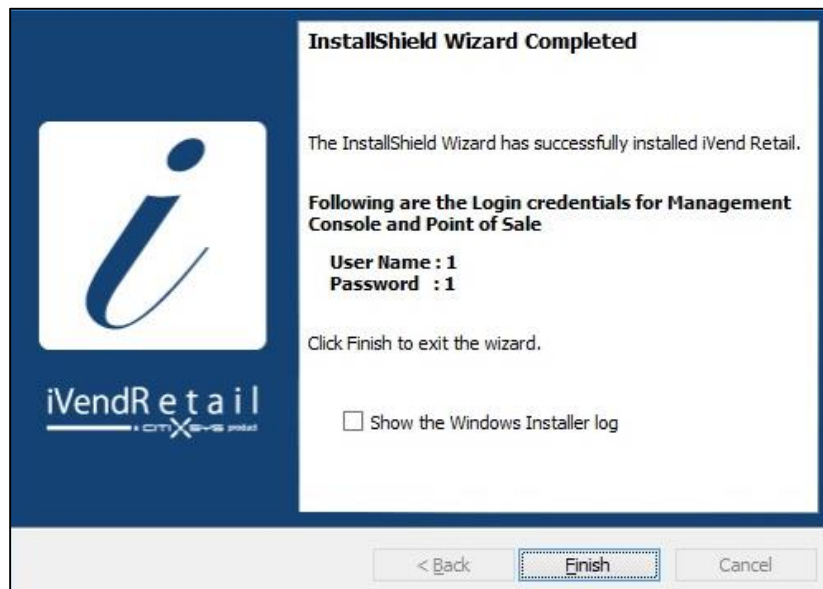 InstallShield Wizard Completed
The InstallShield Wizard has successfully installed iVend Retail.
Following are the Login credentials for Management
Console and Point of Sale
User Name : 1
Password : 1
Click Finish to exit the wizard.
i
iVendRetail
a CITIXSYS product
Show the Windows Installer log
< Back
Finish
Cancel